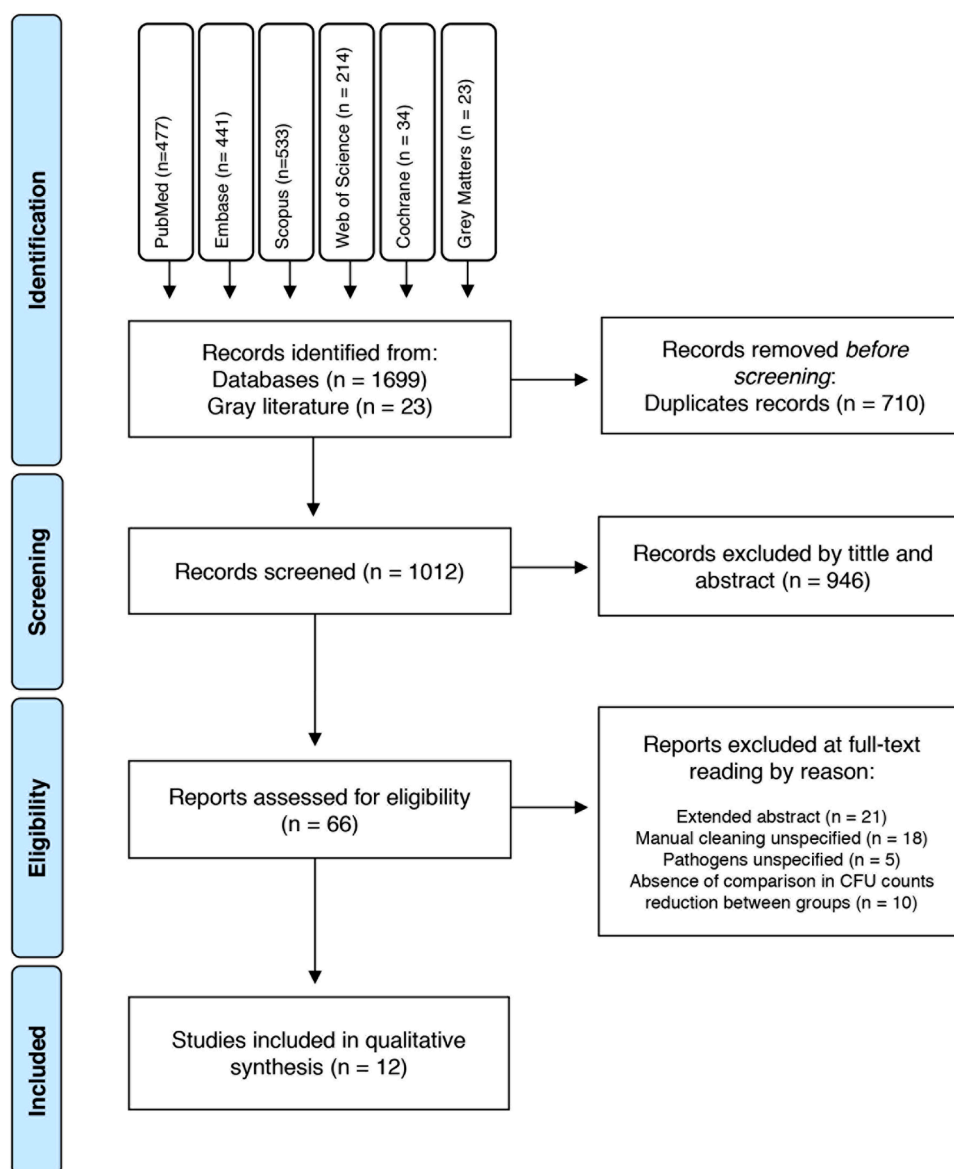 Identification
PubMed (n=477)
Embase (n= 441)
Scopus (n=533)
Web of Science (n = 214)
Cochrane (n = 34)
Grey Matters (n = 23)
Records identified from:
Databases (n = 1699)
Gray literature (n = 23)
Records removed before
screening:
Duplicates records (n = 710)
Screening
Records screened (n = 1012)
Records excluded by tittle and
abstract (n = 946)
Eligibility
Reports assessed for eligibility
(n = 66)
Reports excluded at full-text
reading by reason:
Extended abstract (n = 21)
Manual cleaning unspecified (n = 18)
Pathogens unspecified (n = 5)
Absence of comparison in CFU counts
reduction between groups (n = 10)
Included
Studies included in qualitative
synthesis (n = 12)